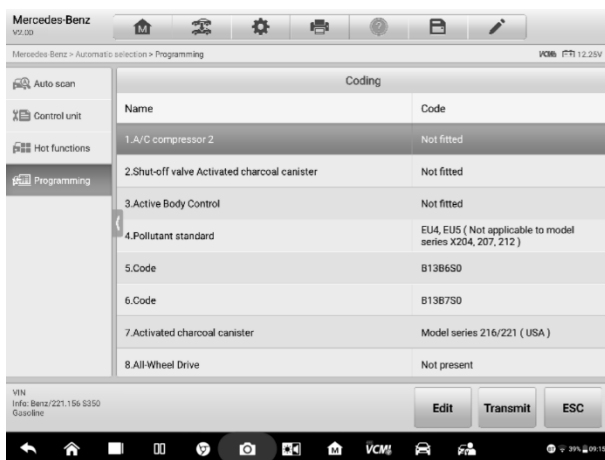 Mercedes-Benz
V2.00
Mercedes-Benz > Automatic selection > Programming
VCMI 12.25V
Auto scan
Control unit
Hot functions
Programming
Coding
Name Code
1.A/C compressor 2 Not fitted
2.Shut-off valve Activated charcoal canister Not fitted
3.Active Body Control Not fitted
4.Pollutant standard EU4, EU5 ( Not applicable to model
series X204, 207, 212 )
5.Code B13B6S0
6.Code B13B7S0
7.Activated charcoal canister Model series 216/221 ( USA )
8.All-Wheel Drive Not present
VIN
Info: Benz/221.156 S350
Gasoline
Edit Transmit ESC
M VCMI 39% 09:15